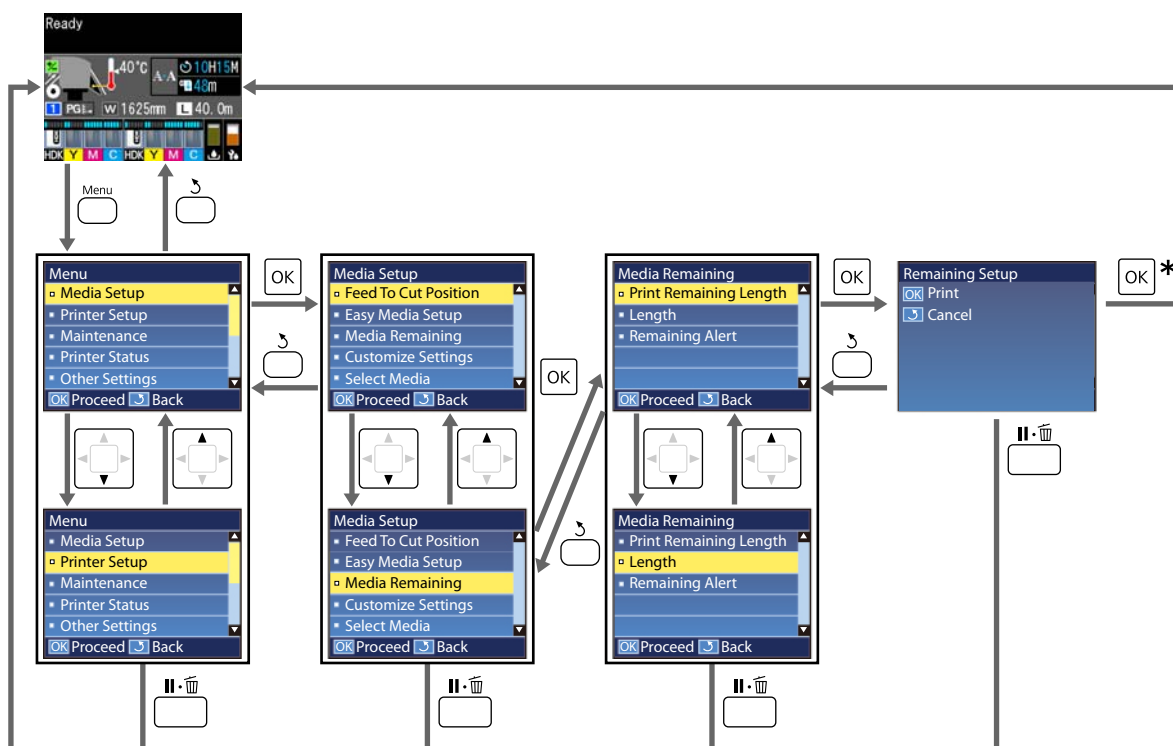 Ready
40°C A-A 10H15M
48m
1 PG W 1625mm L 40.0m
HDK Y M C HDK Y M C
Menu
Menu
Media Setup
Printer Setup
Maintenance
Printer Status
Other Settings
OK Proceed Back
OK
Media Setup
Feed To Cut Position
Easy Media Setup
Media Remaining
Customize Settings
Select Media
OK Proceed Back
OK
Media Remaining
Print Remaining Length
Length
Remaining Alert
OK Proceed Back
OK
Remaining Setup
OK Print
Cancel
OK *
Menu
Media Setup
Printer Setup
Maintenance
Printer Status
Other Settings
OK Proceed Back
Media Setup
Feed To Cut Position
Easy Media Setup
Media Remaining
Customize Settings
Select Media
OK Proceed Back
Media Remaining
Print Remaining Length
Length
Remaining Alert
OK Proceed Back